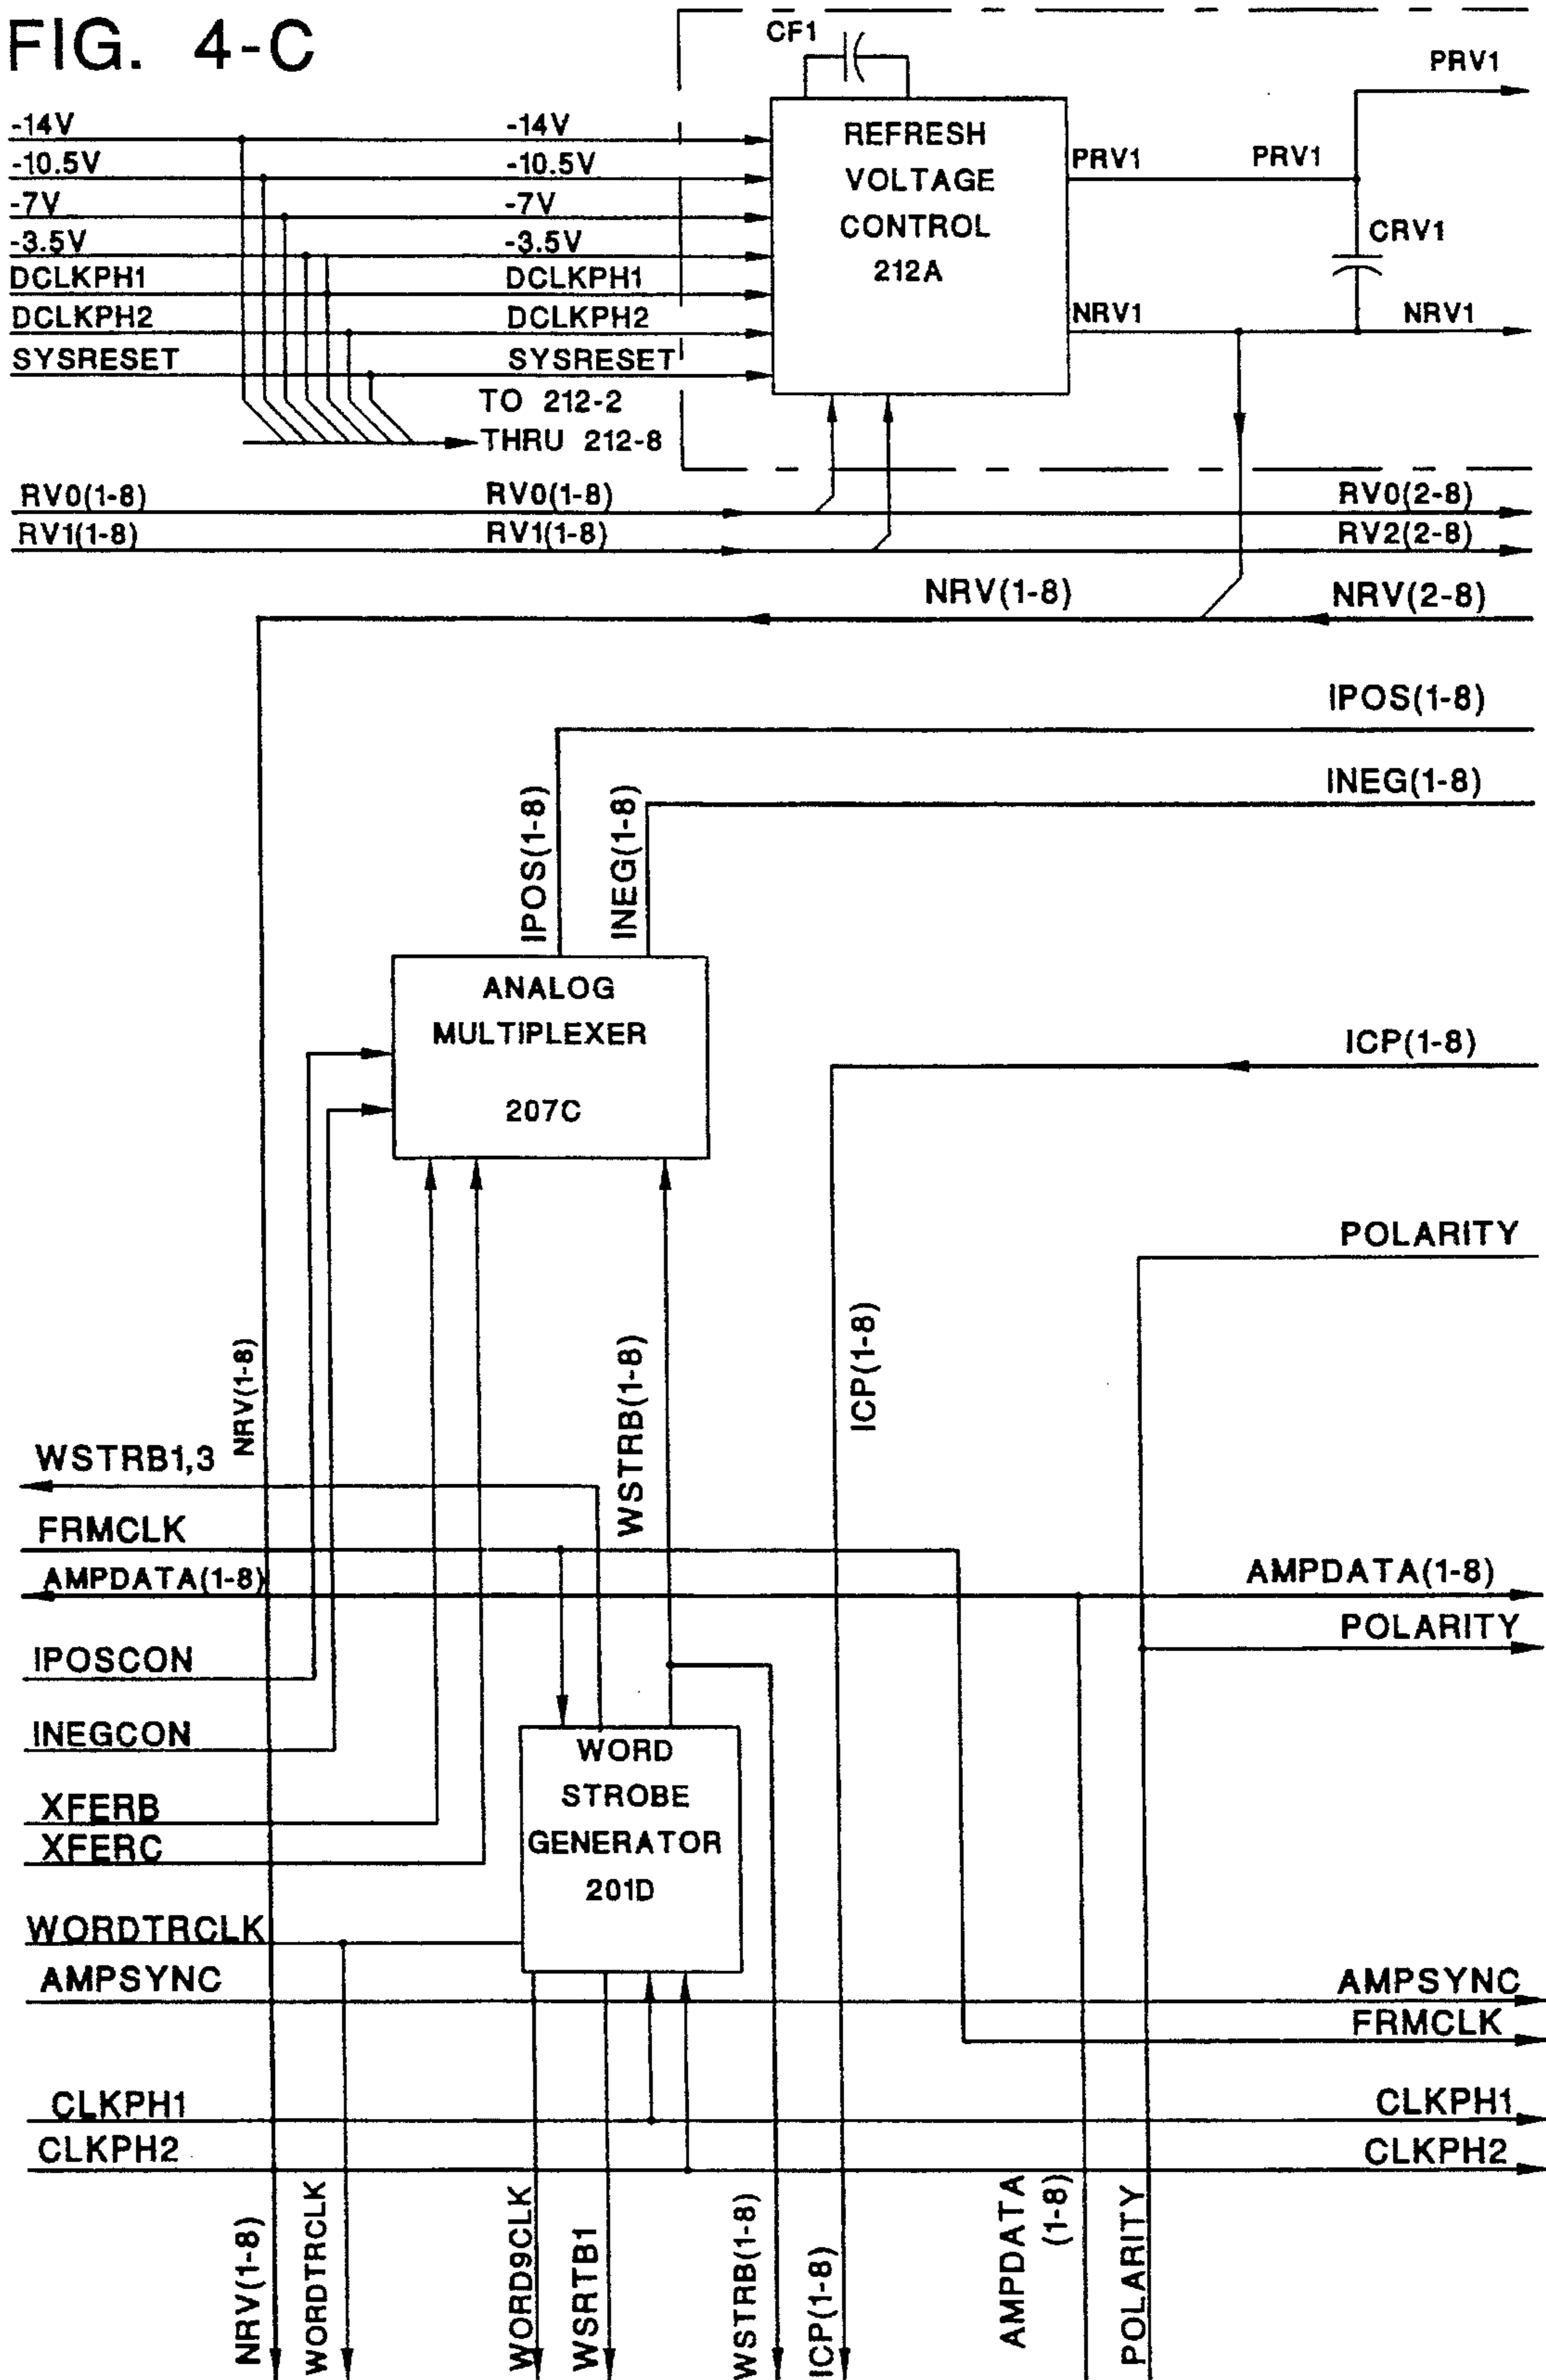 FIG. 4-C
CF1
PRV1
-14V
-14V
REFRESH
VOLTAGE
CONTROL
212A
-10.5V
-10.5V
PRV1
PRV1
-7V
-7V
-3.5V
-3.5V
CRV1
DCLKPH1
DCLKPH1
DCLKPH2
DCLKPH2
NRV1
NRV1
SYSRESET
SYSRESET
TO 212-2
THRU 212-8
RV0(1-8)
RV0(1-8)
RV0(2-8)
RV1(1-8)
RV1(1-8)
RV2(2-8)
NRV(1-8)
NRV(2-8)
IPOS(1-8)
INEG(1-8)
IPOS(1-8)
INEG(1-8)
ANALOG
MULTIPLEXER
207C
ICP(1-8)
POLARITY
NRV(1-8)
WSTRB(1-8)
ICP(1-8)
WSTRB1,3
FRMCLK
AMPDATA(1-8)
AMPDATA(1-8)
POLARITY
IPOSCON
INEGCON
WORD
STROBE
GENERATOR
201D
XFERB
XFERC
WORDTRCLK
AMPSYNC
AMPSYNC
FRMCLK
CLKPH1
CLKPH1
CLKPH2
CLKPH2
NRV(1-8)
WORDTRCLK
WORD9CLK
WSRTB1
WSTRB(1-8)
ICP(1-8)
AMPDATA
(1-8)
POLARITY